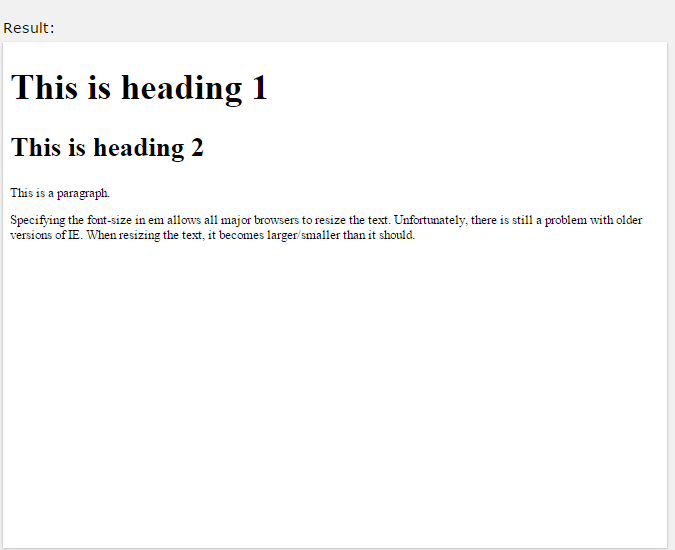 Result:
This is heading 1
This is heading 2
This is a paragraph.
Specifying the font-size in em allows all major browsers to resize the text. Unfortunately, there is still a problem with older
versions of IE. When resizing the text, it becomes larger/smaller than it should.